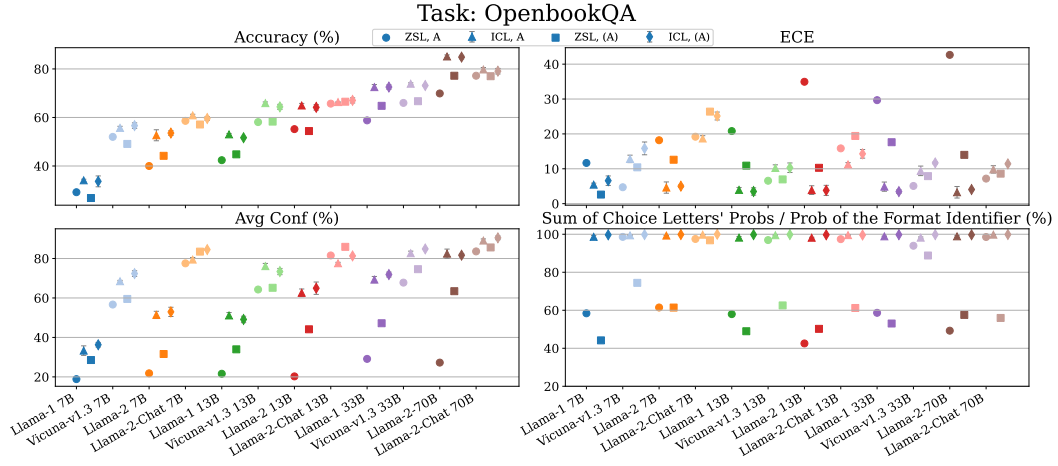 Task: OpenbookQA
ZSL, A
ICL, A
ZSL, (A)
ICL, (A)
Accuracy (%)
80
60
40
ECE
40
30
20
10
0
Avg Conf (%)
80
60
40
20
Llama-1 7B
Vicuna-v1.3 7B
Llama-2 7B
Llama-2-Chat 7B
Llama-1 13B
Vicuna-v1.3 13B
Llama-2 13B
Llama-2-Chat 13B
Llama-1 33B
Vicuna-v1.3 33B
Llama-2-70B
Llama-2-Chat 70B
Sum of Choice Letters' Probs / Prob of the Format Identifier (%)
100
80
60
40
20
Llama-1 7B
Vicuna-v1.3 7B
Llama-2 7B
Llama-2-Chat 7B
Llama-1 13B
Vicuna-v1.3 13B
Llama-2 13B
Llama-2-Chat 13B
Llama-1 33B
Vicuna-v1.3 33B
Llama-2-70B
Llama-2-Chat 70B